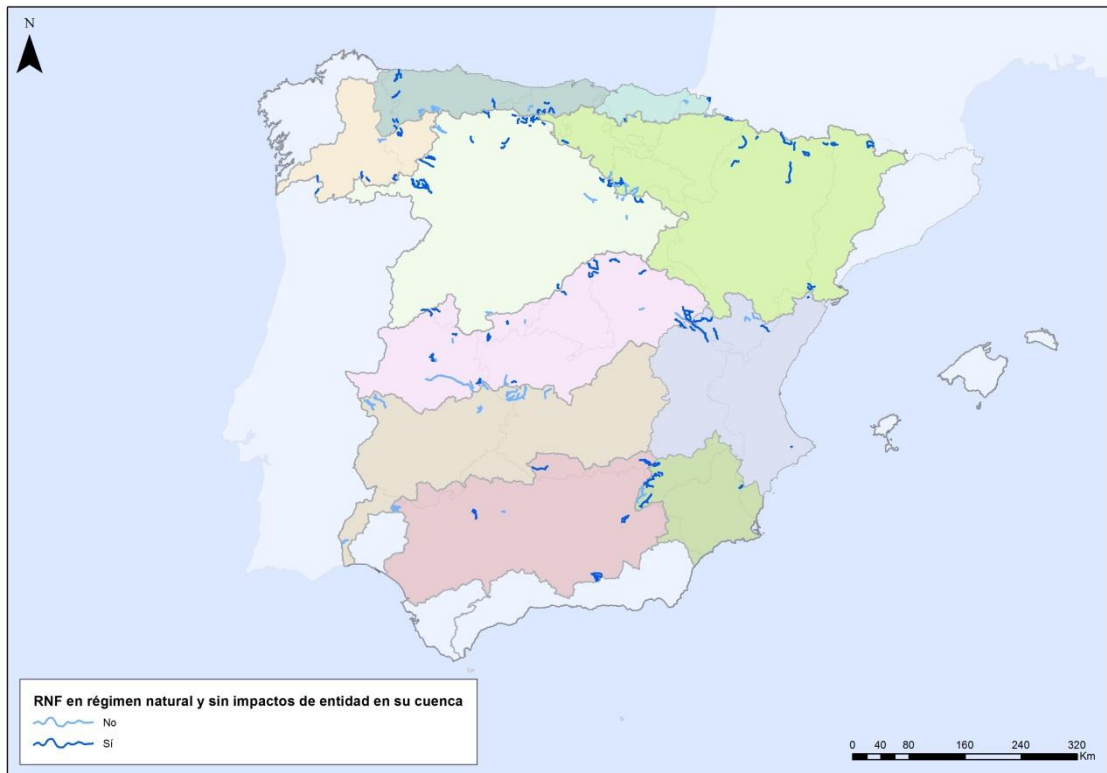 N
RNF en régimen natural y sin impactos de entidad en su cuenca
No
Sí
0 40 80 160 240 320
Km